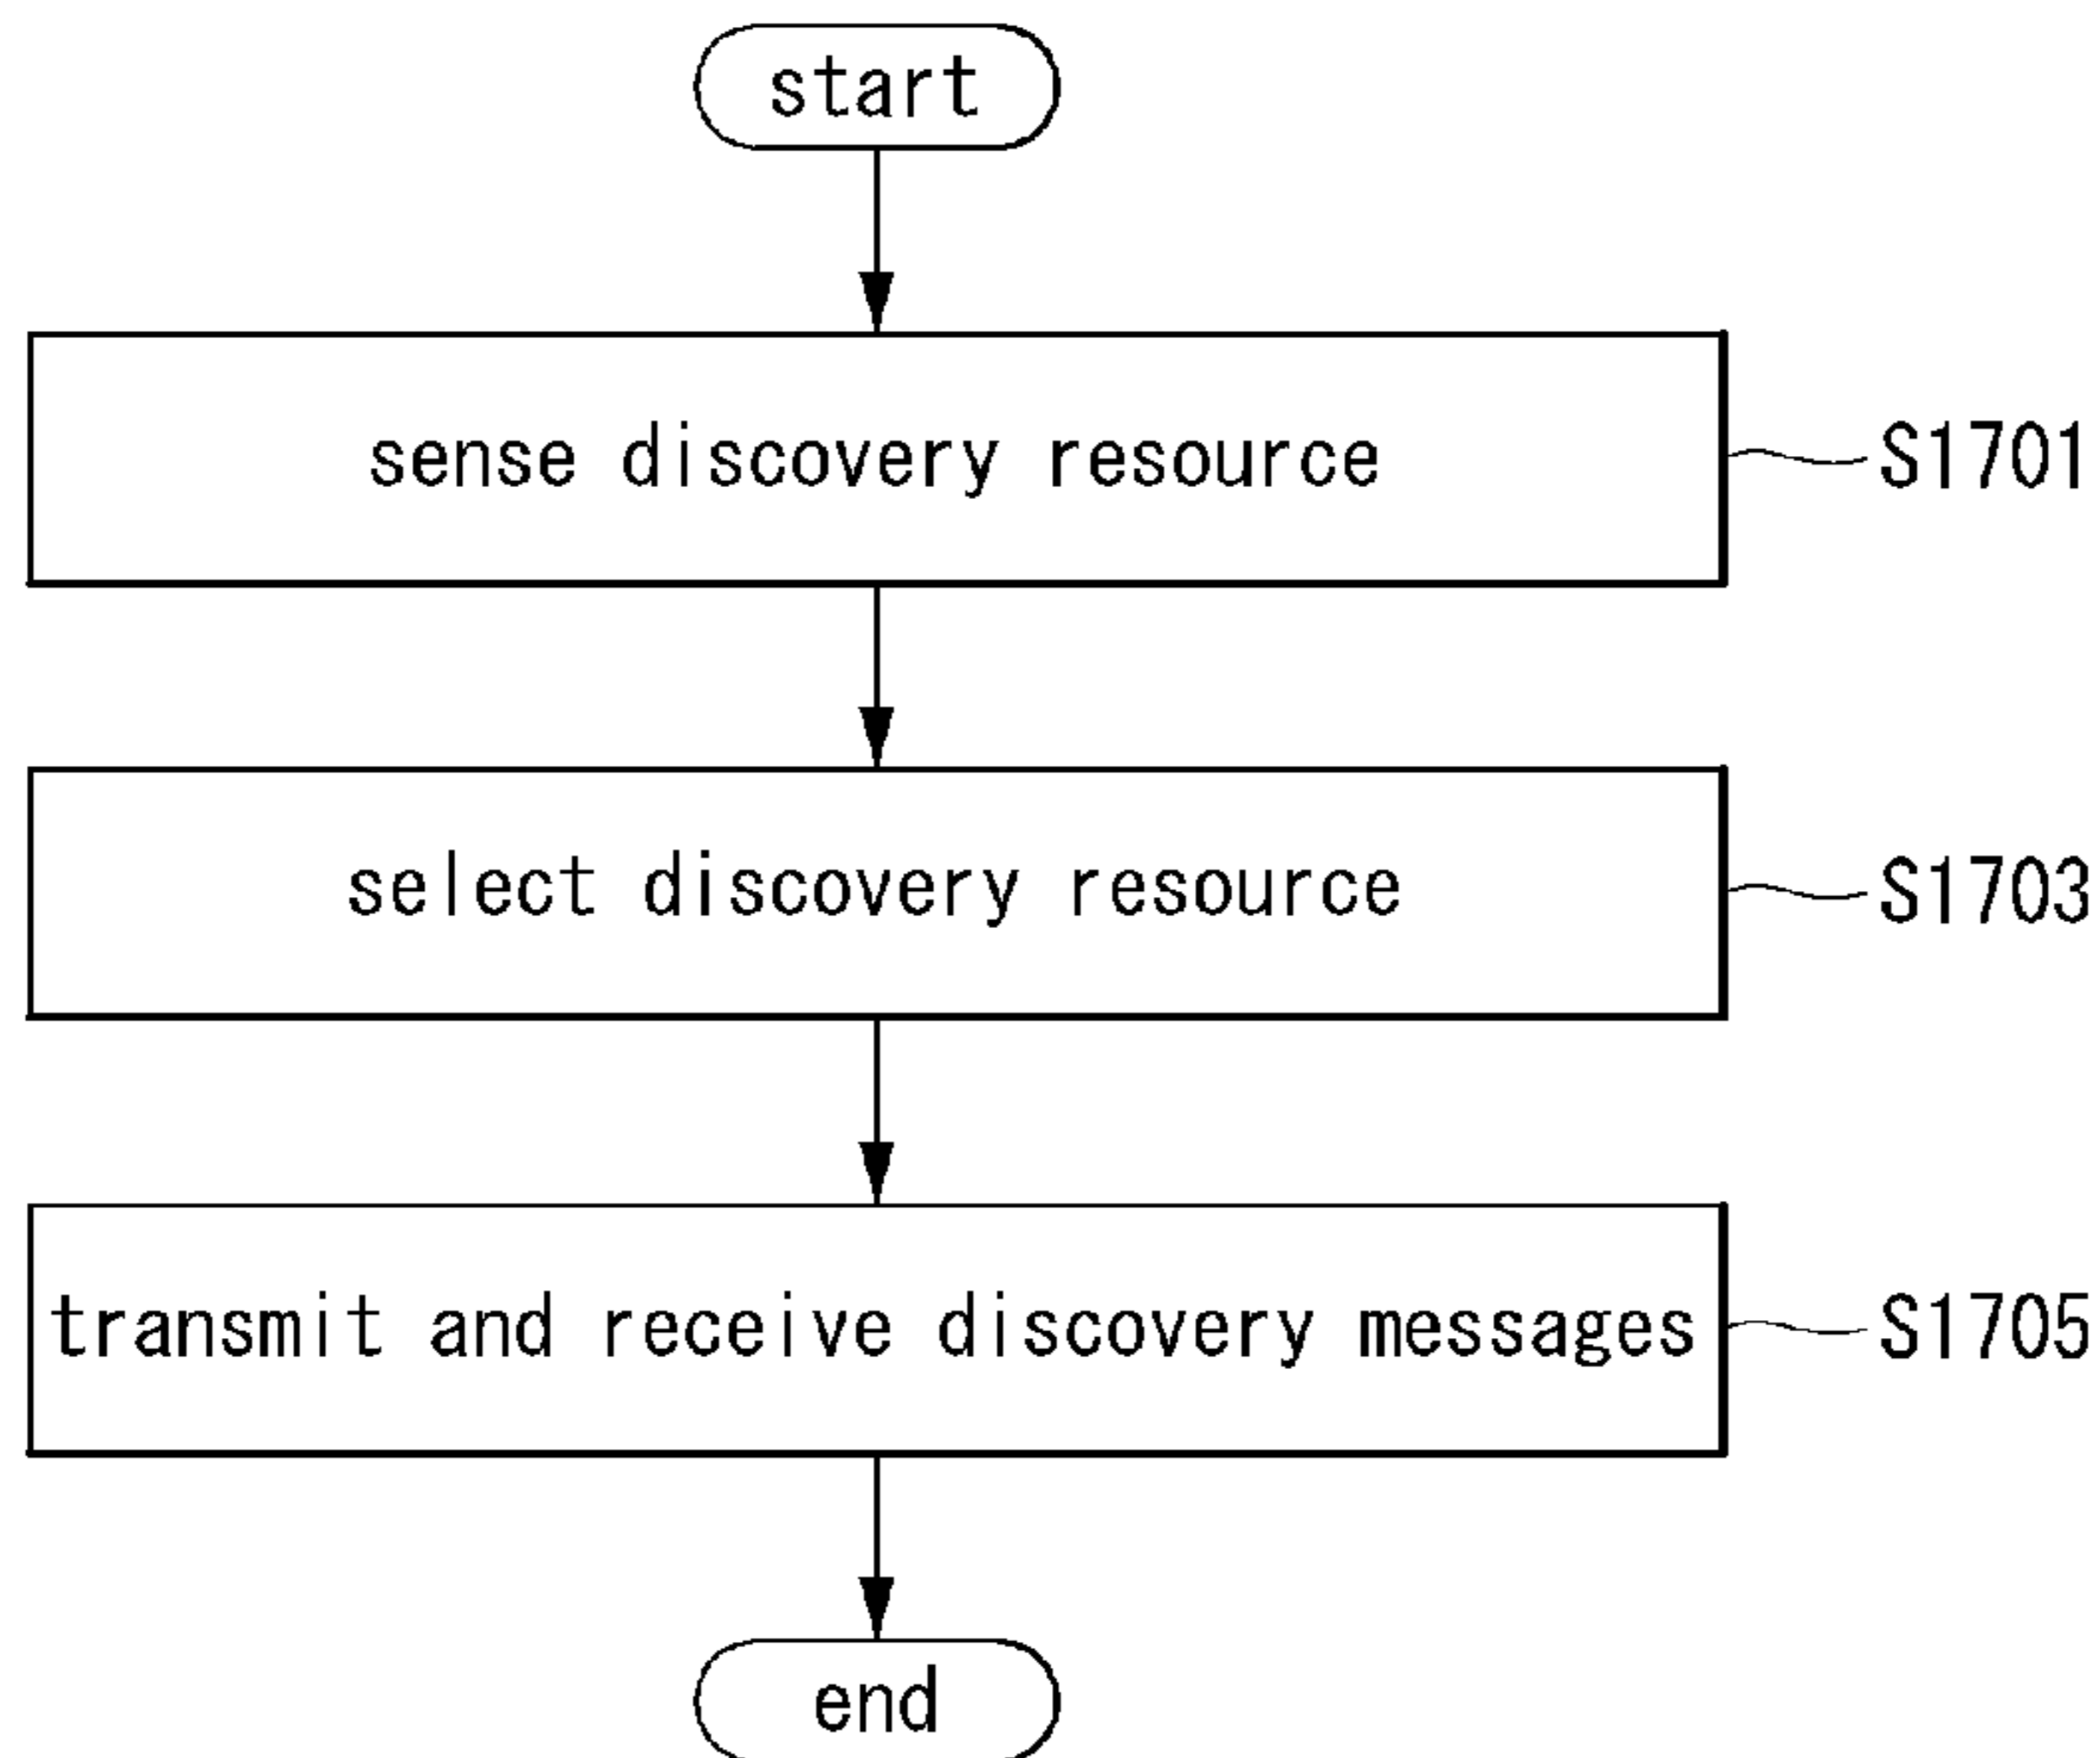 start
sense discovery resource
S1701
select discovery resource
S1703
transmit and receive discovery messages
S1705
end